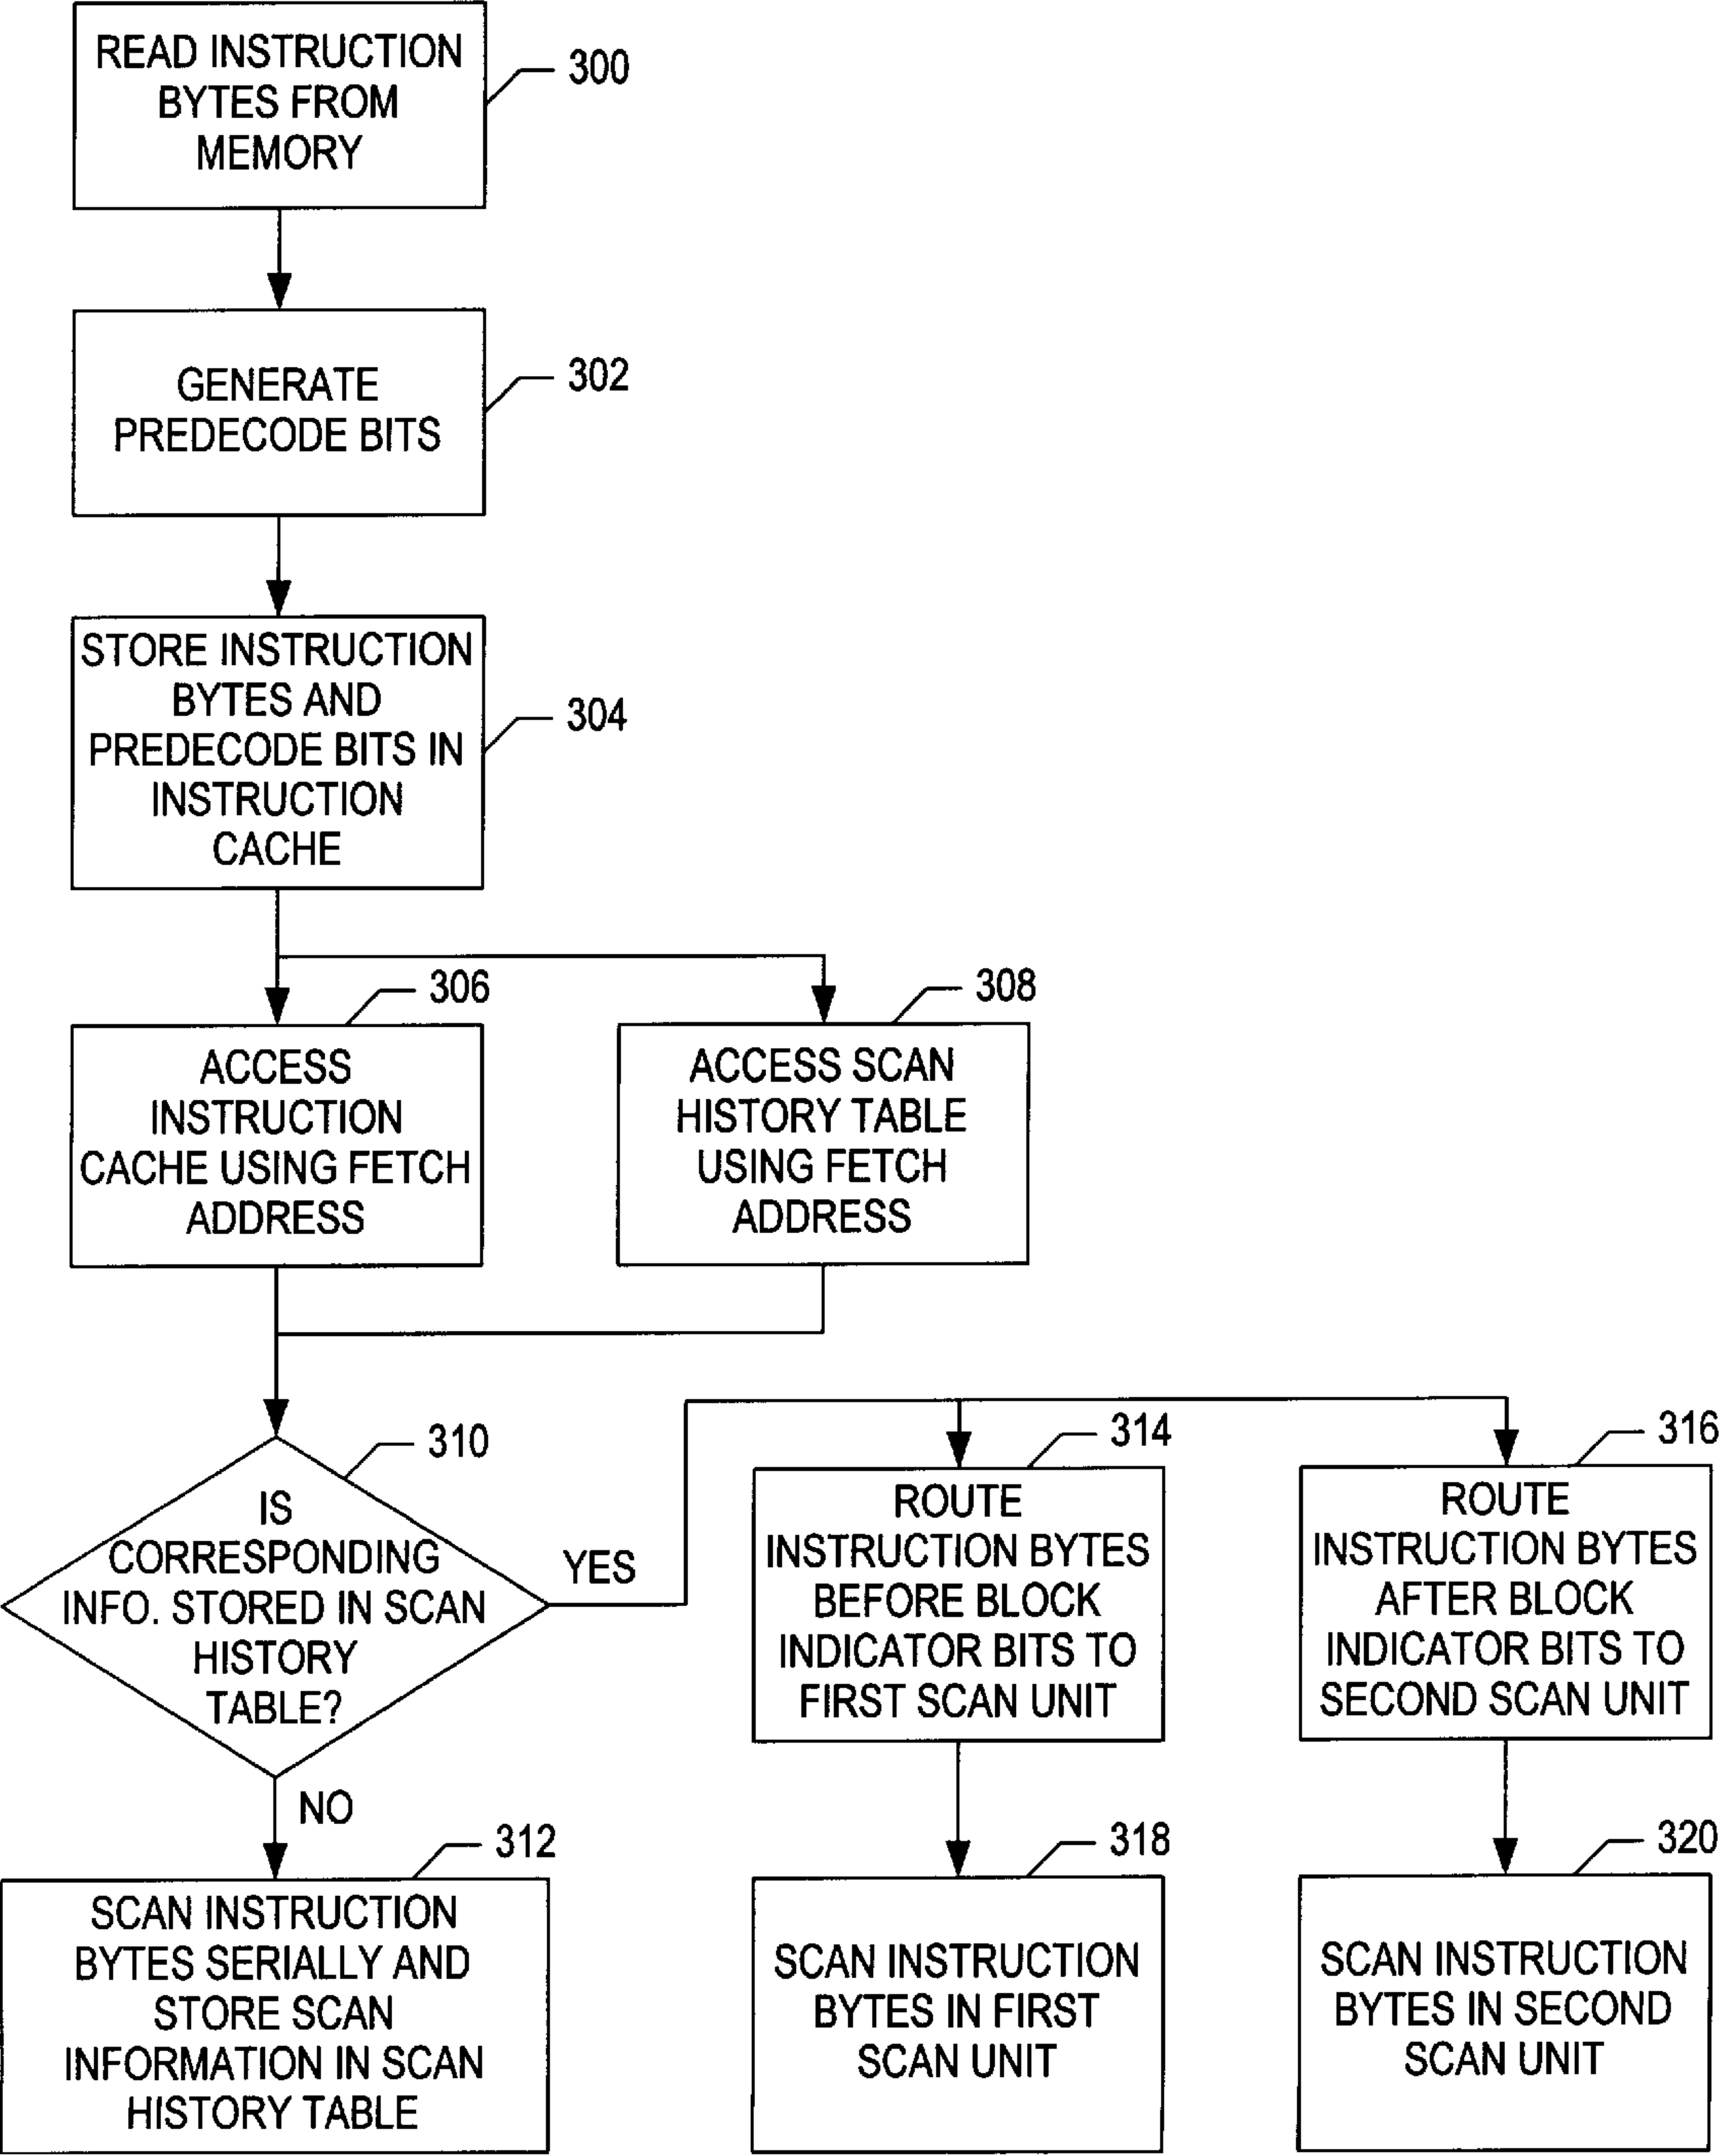 READ INSTRUCTION
BYTES FROM
MEMORY
300
GENERATE
PREDECODE BITS
302
STORE INSTRUCTION
BYTES AND
PREDECODE BITS IN
INSTRUCTION
CACHE
304
306
ACCESS
INSTRUCTION
CACHE USING FETCH
ADDRESS
308
ACCESS SCAN
HISTORY TABLE
USING FETCH
ADDRESS
310
IS
CORRESPONDING
INFO. STORED IN SCAN
HISTORY
TABLE?
YES
NO
314
ROUTE
INSTRUCTION BYTES
BEFORE BLOCK
INDICATOR BITS TO
FIRST SCAN UNIT
316
ROUTE
INSTRUCTION BYTES
AFTER BLOCK
INDICATOR BITS TO
SECOND SCAN UNIT
312
SCAN INSTRUCTION
BYTES SERIALLY AND
STORE SCAN
INFORMATION IN SCAN
HISTORY TABLE
318
SCAN INSTRUCTION
BYTES IN FIRST
SCAN UNIT
320
SCAN INSTRUCTION
BYTES IN SECOND
SCAN UNIT